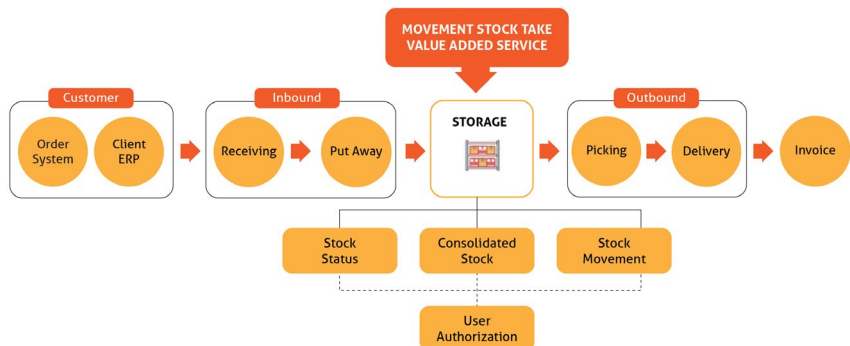 MOVEMENT STOCK TAKE
VALUE ADDED SERVICE
Customer
Order
System
Client
ERP
Inbound
Receiving
Put Away
STORAGE
Outbound
Picking
Delivery
Invoice
Stock
Status
Consolidated
Stock
Stock
Movement
User
Authorization